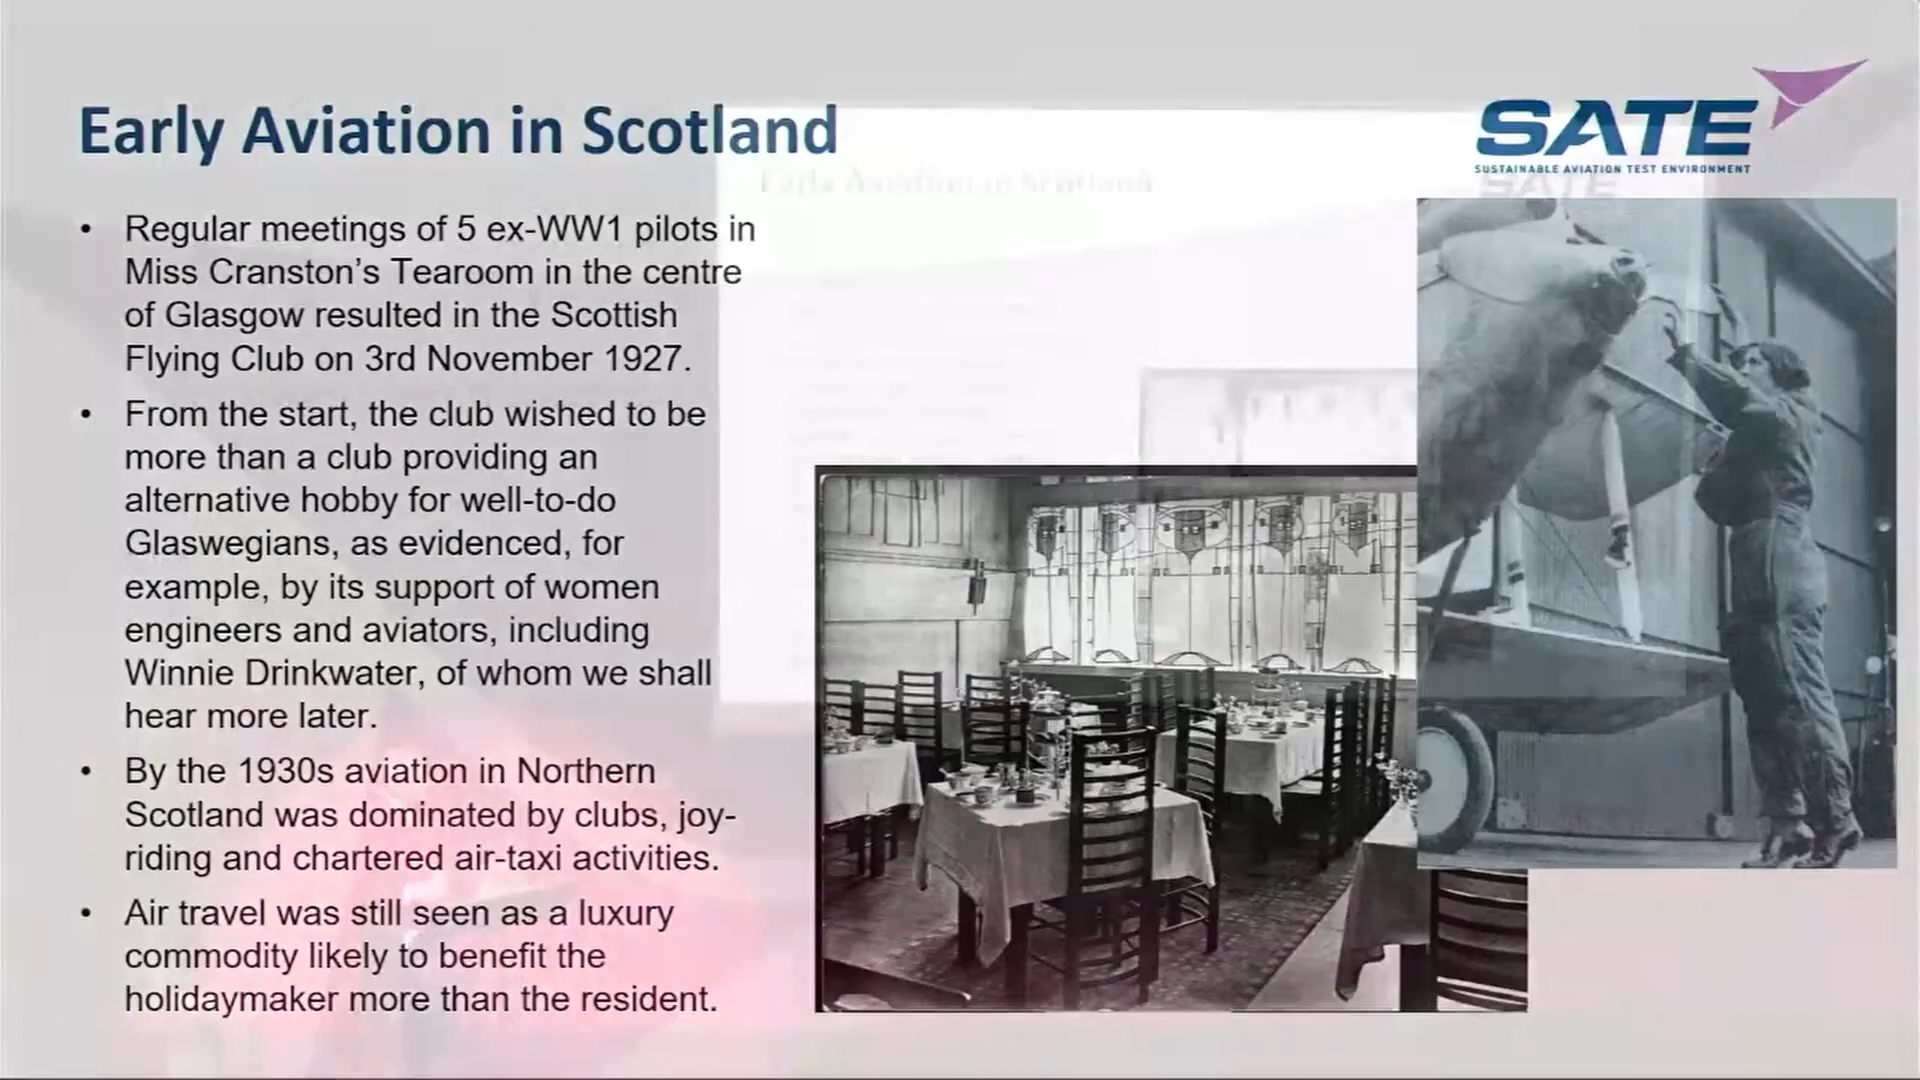 Early Aviation in Scotland
SATE
SUSTAINABLE AVIATION TEST ENVIRONMENT
• Regular meetings of 5 ex-WW1 pilots in
Miss Cranston’s Tearoom in the centre
of Glasgow resulted in the Scottish
Flying Club on 3rd November 1927.
• From the start, the club wished to be
more than a club providing an
alternative hobby for well-to-do
Glaswegians, as evidenced, for
example, by its support of women
engineers and aviators, including
Winnie Drinkwater, of whom we shall
hear more later.
• By the 1930s aviation in Northern
Scotland was dominated by clubs, joy-
riding and chartered air-taxi activities.
• Air travel was still seen as a luxury
commodity likely to benefit the
holidaymaker more than the resident.
Early Aviation in Scotland
SATE